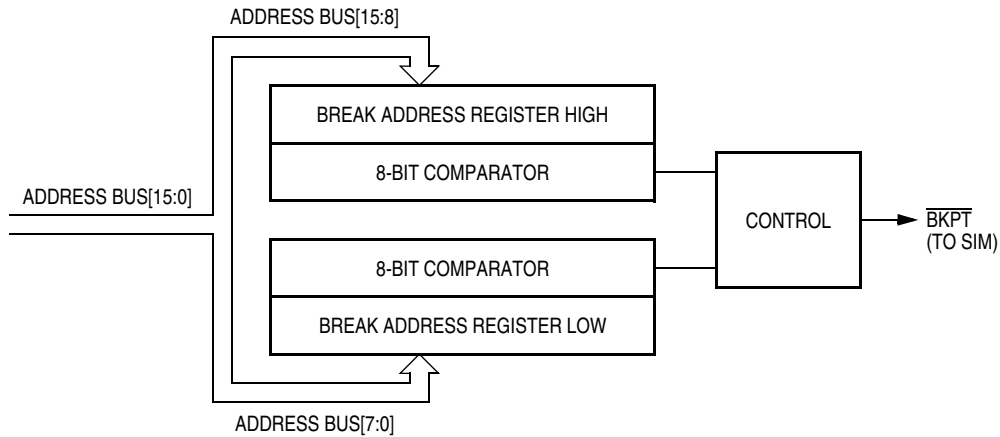 ADDRESS BUS[15:8]
BREAK ADDRESS REGISTER HIGH
8-BIT COMPARATOR
ADDRESS BUS[15:0]
CONTROL
BKPT
(TO SIM)
8-BIT COMPARATOR
BREAK ADDRESS REGISTER LOW
ADDRESS BUS[7:0]